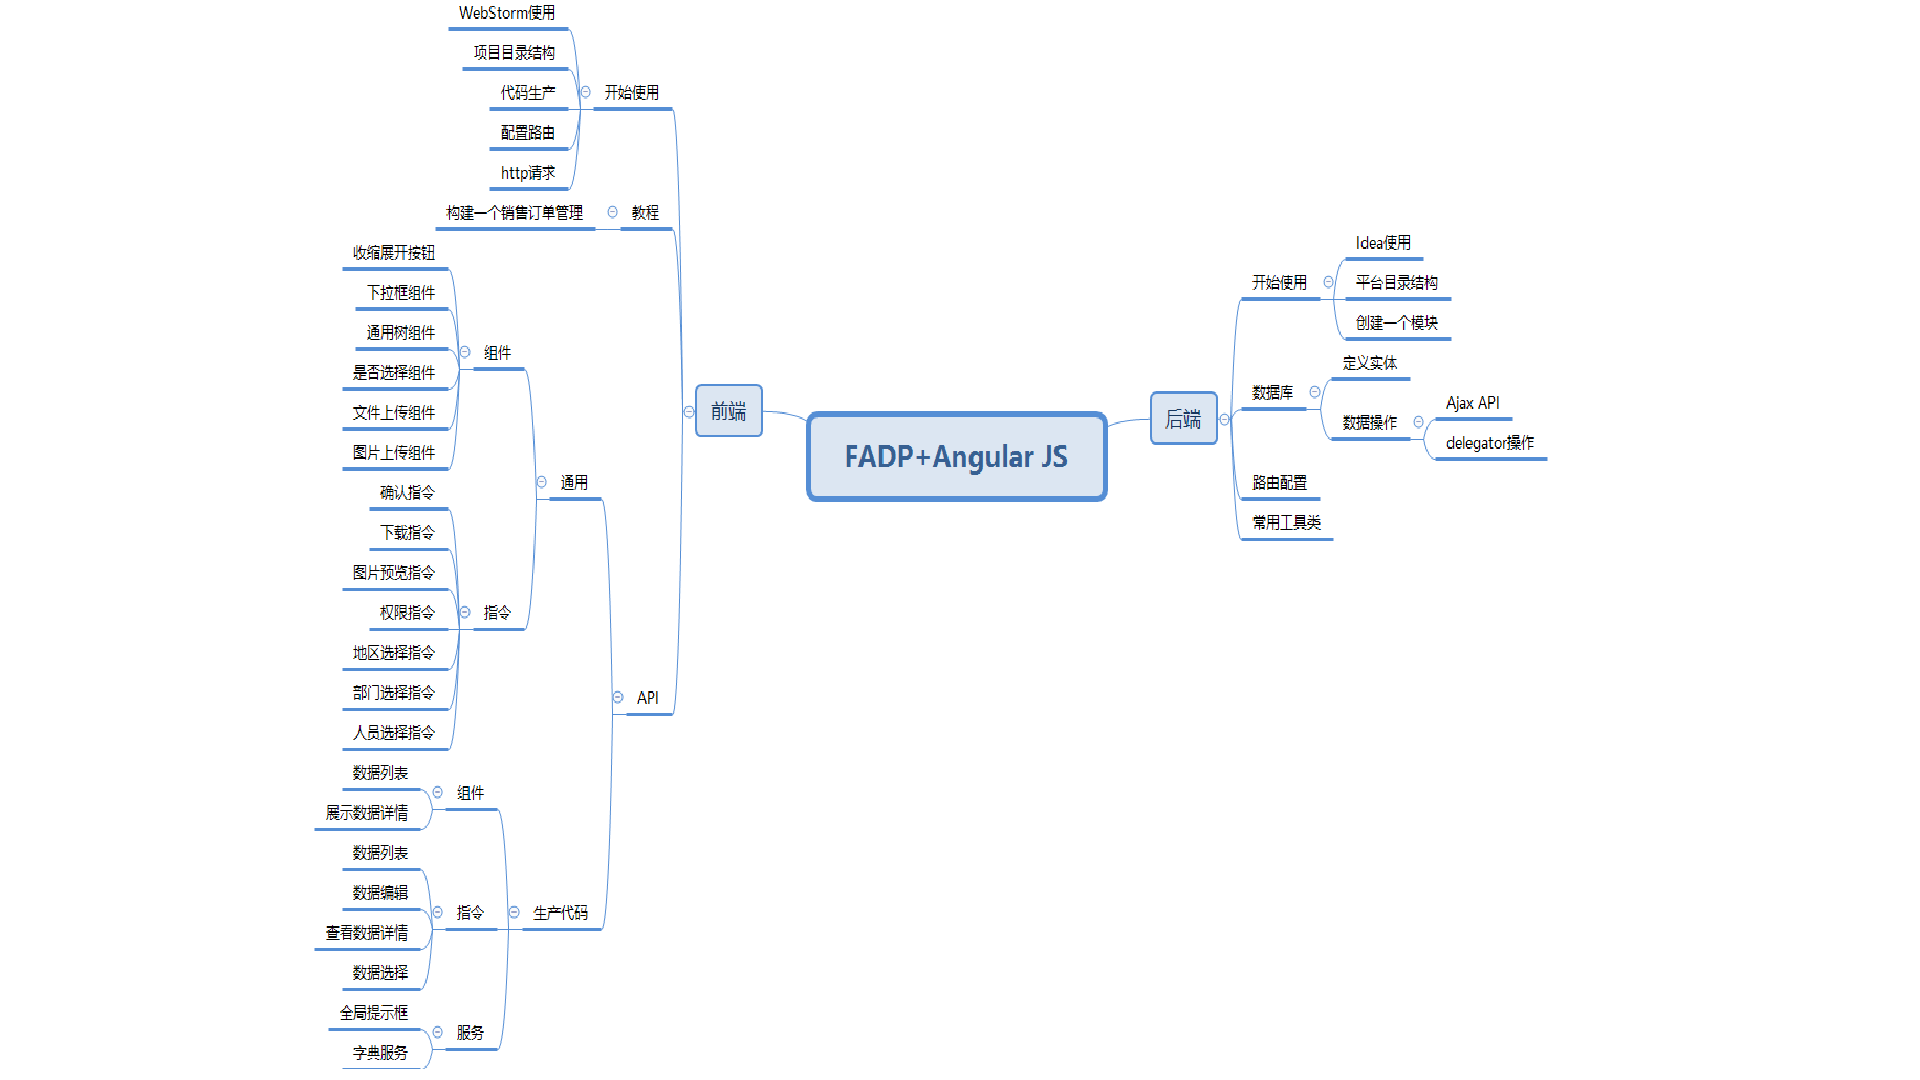 WebStorm使用
项目目录结构
代码生产
配置路由
http请求
开始使用
构建一个销售订单管理
教程
收缩展开按钮
下拉框组件
通用树组件
是否选择组件
文件上传组件
图片上传组件
组件
确认指令
下载指令
图片预览指令
权限指令
地区选择指令
部门选择指令
人员选择指令
指令
通用
数据列表
展示数据详情
组件
数据列表
数据编辑
查看数据详情
数据选择
指令
全局提示框
字典服务
服务
生产代码
API
前端
FADP+Angular JS
后端
开始使用
Idea使用
平台目录结构
创建一个模块
数据库
定义实体
数据操作
Ajax API
delegator操作
路由配置
常用工具类